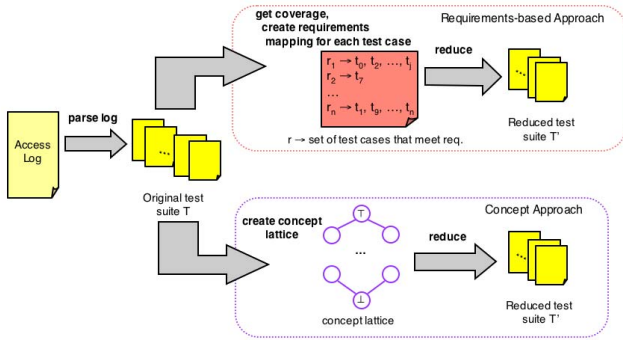 get coverage,
create requirements
mapping for each test case
Requirements-based Approach
r1 → t0, t2, ..., tj
r2 → t7
...
rn → t1, t9, ..., tn
reduce
...
Reduced test
suite T'
r → set of test cases that meet req.
Access
Log
parse log
...
Original test
suite T
Concept Approach
create concept
lattice
⊤
...
⊥
concept lattice
reduce
...
Reduced test
suite T'